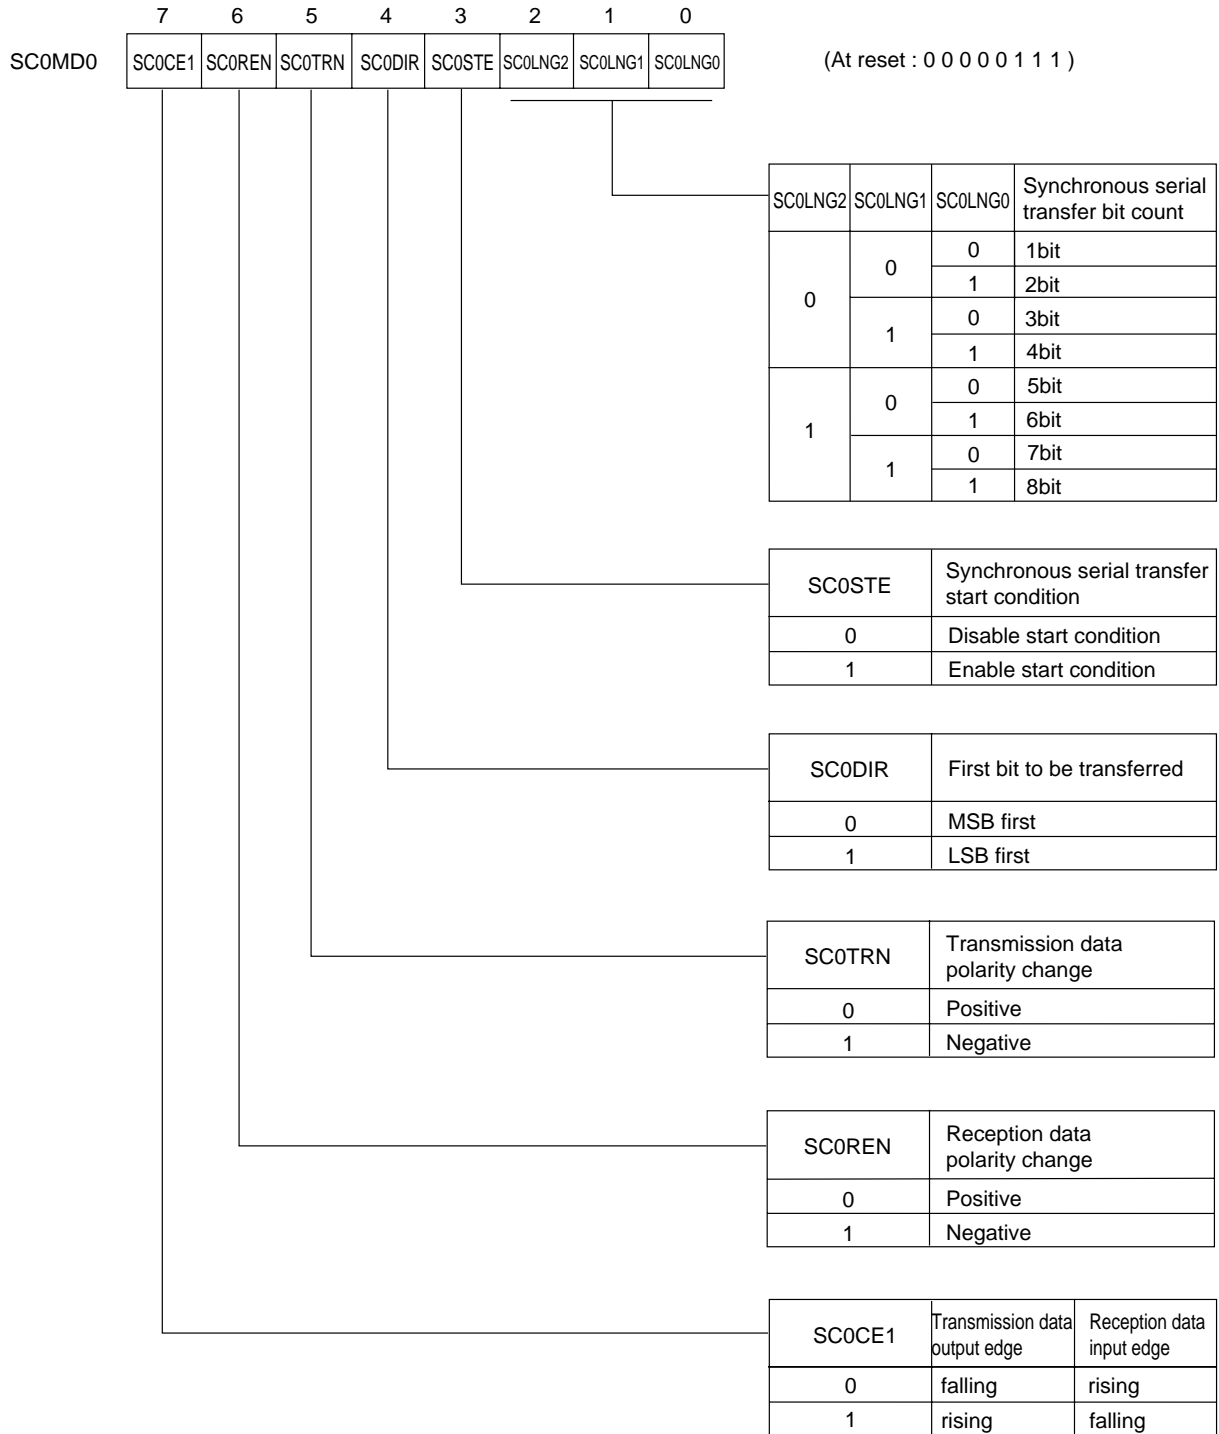 7 6 5 4 3 2 1 0
SC0MD0 SC0CE1 SC0REN SC0TRN SC0DIR SC0STE SC0LNG2 SC0LNG1 SC0LNG0 (At reset : 0 0 0 0 0 1 1 1 )
SC0LNG2 SC0LNG1 SC0LNG0 Synchronous serial
transfer bit count
0 0 0 1bit
1 2bit
1 0 3bit
1 4bit
1 0 0 5bit
1 6bit
1 0 7bit
1 8bit
SC0STE Synchronous serial transfer
start condition
0 Disable start condition
1 Enable start condition
SC0DIR First bit to be transferred
0 MSB first
1 LSB first
SC0TRN Transmission data
polarity change
0 Positive
1 Negative
SC0REN Reception data
polarity change
0 Positive
1 Negative
SC0CE1 Transmission data Reception data
output edge input edge
0 falling rising
1 rising falling